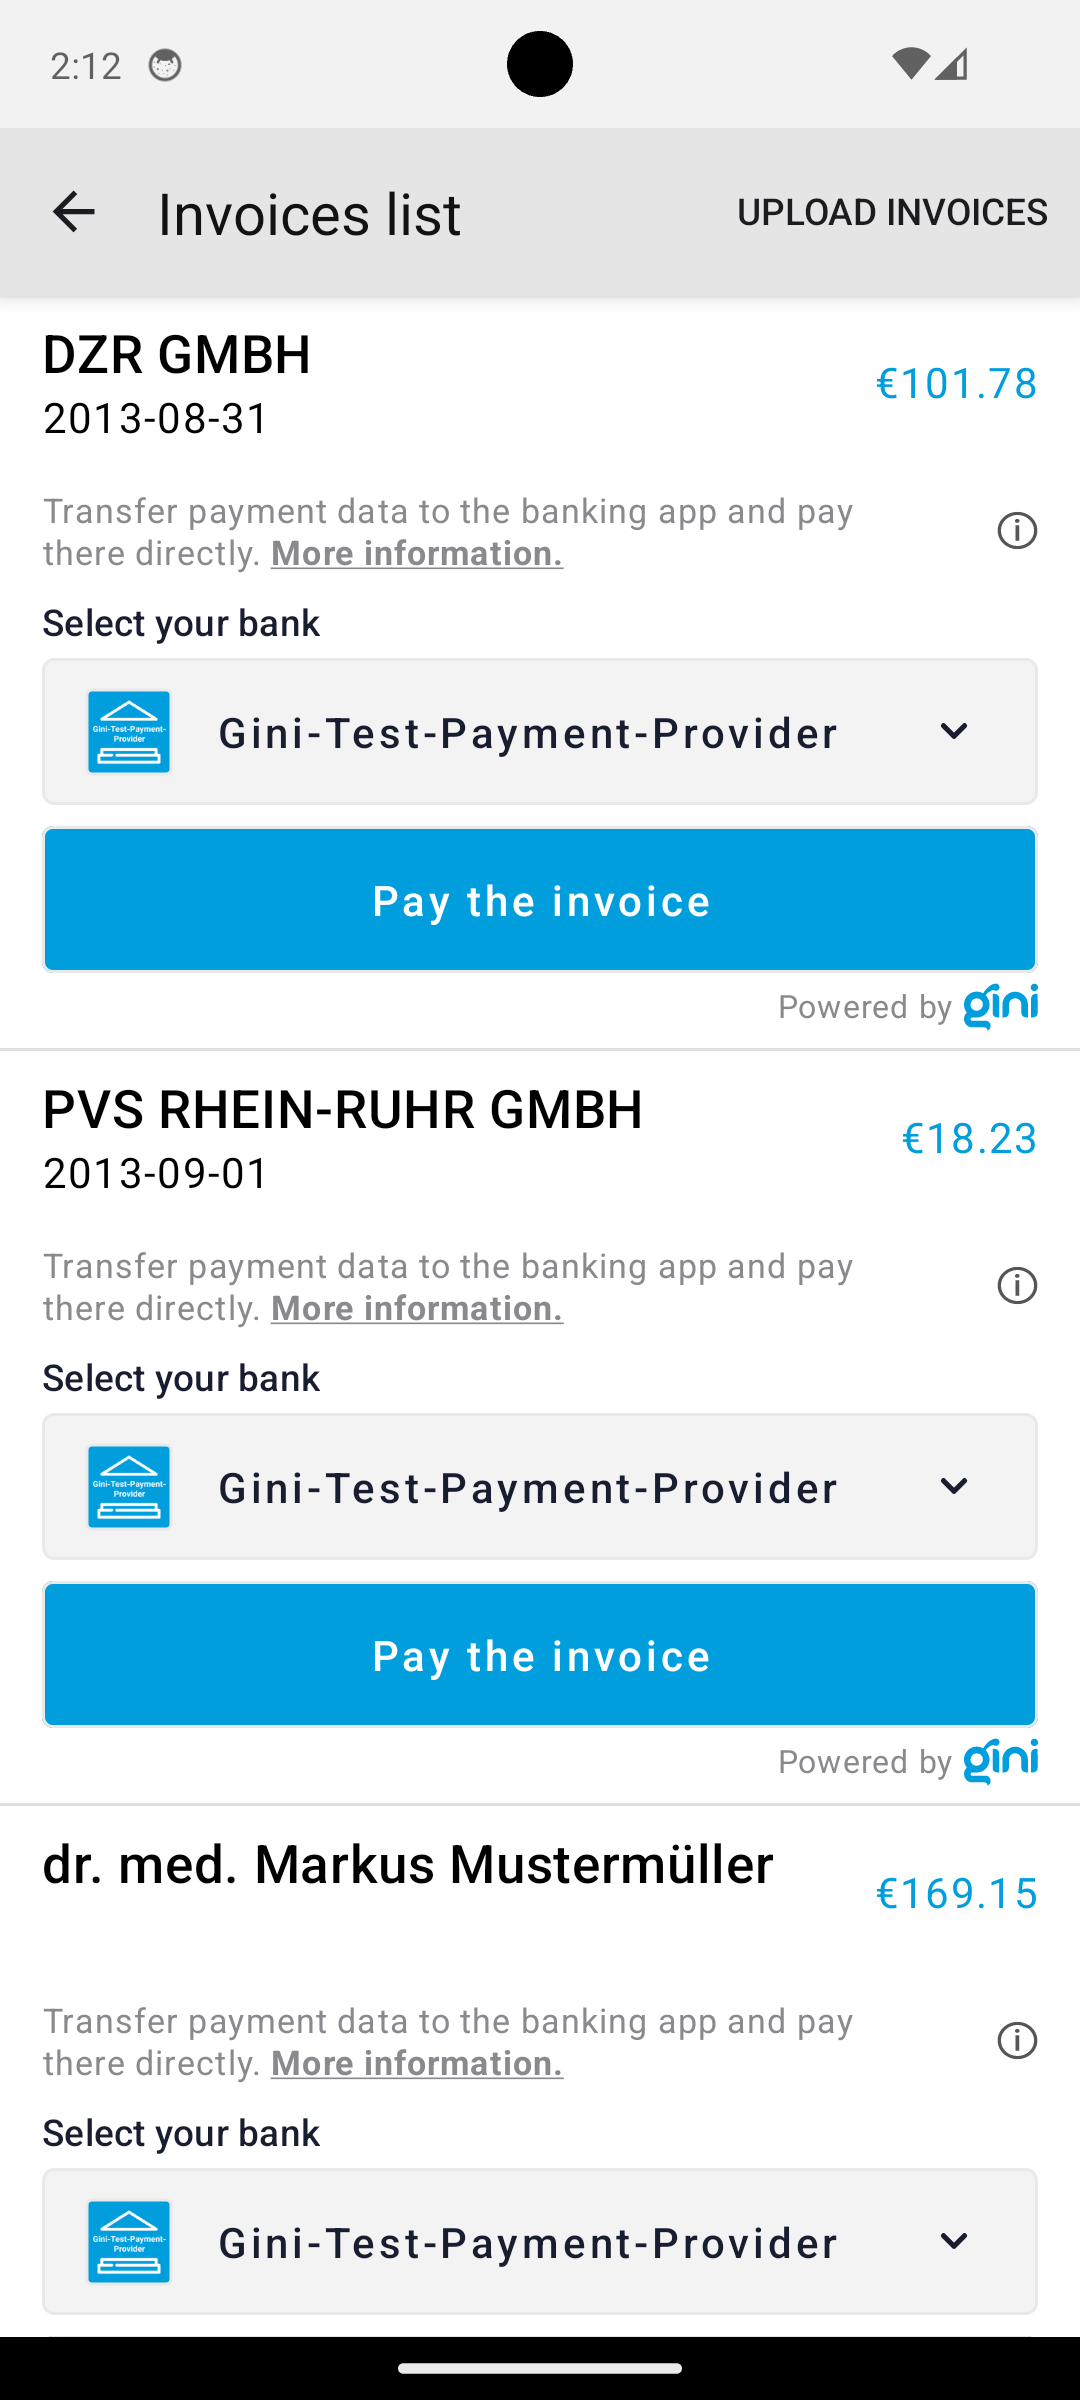 2:12
Invoices list
UPLOAD INVOICES
DZR GMBH
€101.78
2013-08-31
Transfer payment data to the banking app and pay
there directly. More information.
Select your bank
Gini-Test-Payment-
Provider
Gini-Test-Payment-Provider
Pay the invoice
Powered by gini
PVS RHEIN-RUHR GMBH
€18.23
2013-09-01
Transfer payment data to the banking app and pay
there directly. More information.
Select your bank
Gini-Test-Payment-
Provider
Gini-Test-Payment-Provider
Pay the invoice
Powered by gini
dr. med. Markus Mustermüller
€169.15
Transfer payment data to the banking app and pay
there directly. More information.
Select your bank
Gini-Test-Payment-
Provider
Gini-Test-Payment-Provider